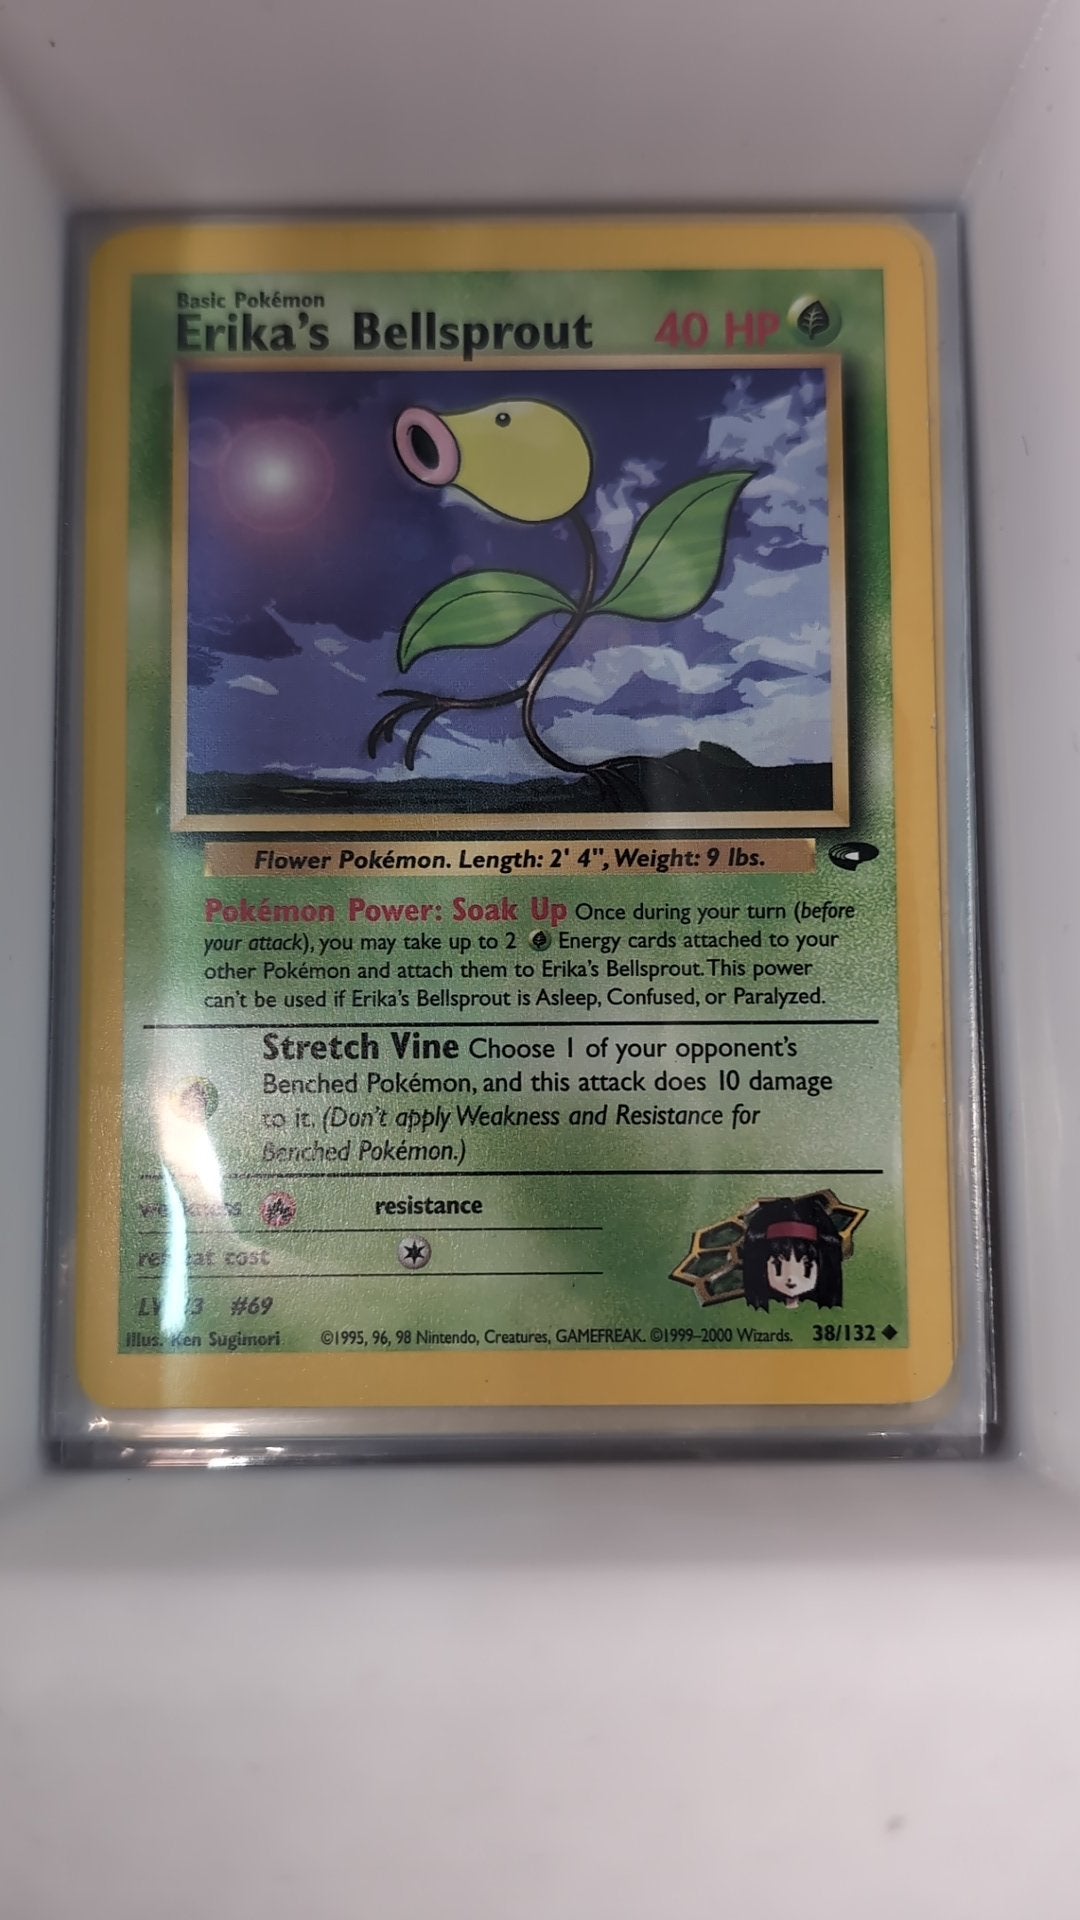 Basic Pokémon
Erika's Bellsprout 40 HP
Flower Pokémon. Length: 2' 4", Weight: 9 lbs.
Pokémon Power: Soak Up Once during your turn (before
your attack), you may take up to 2 Energy cards attached to your
other Pokémon and attach them to Erika's Bellsprout. This power
can't be used if Erika's Bellsprout is Asleep, Confused, or Paralyzed.
Stretch Vine Choose 1 of your opponent's
Benched Pokémon, and this attack does 10 damage
to it. (Don't apply Weakness and Resistance for
Benched Pokémon.)
weakness resistance
retreat cost
#69
Illus. Ken Sugimori ©1995, 96, 98 Nintendo, Creatures, GAMEFREAK. ©1999–2000 Wizards. 38/132